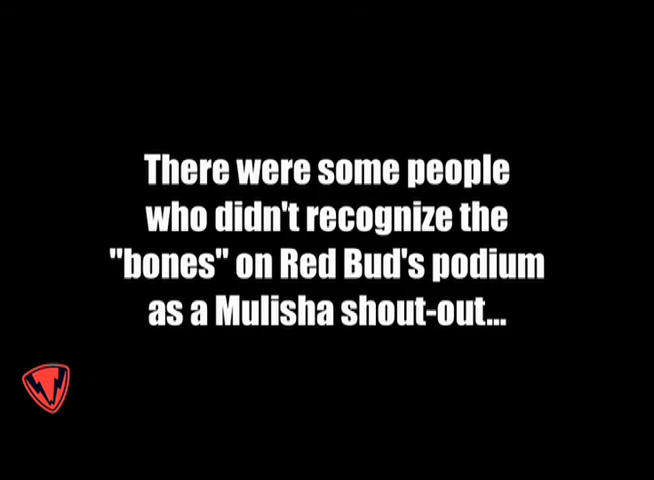 There were some people
who didn't recognize the
"bones" on Red Bud's podium
as a Mulisha shout-out...